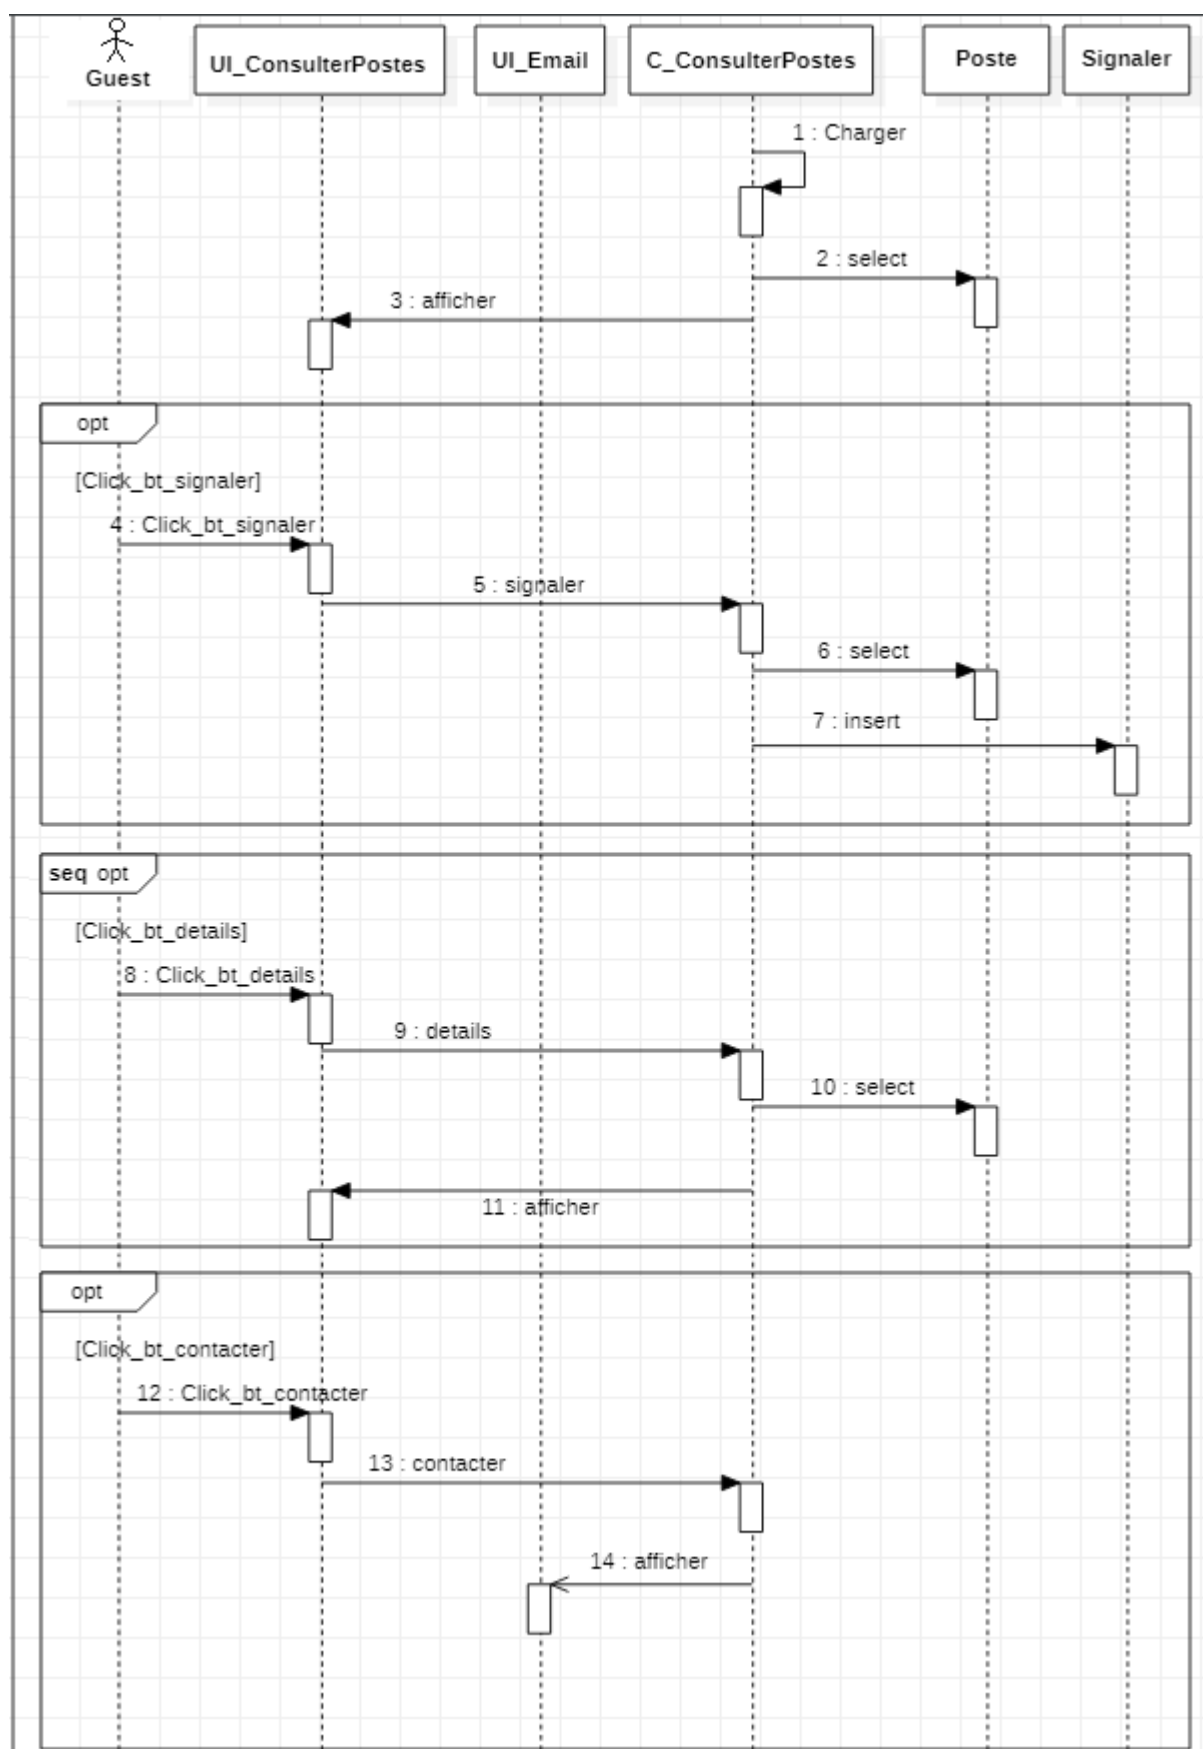 Guest
UI_ConsulterPostes
UI_Email
C_ConsulterPostes
Poste
Signaler
1 : Charger
2 : select
3 : afficher
opt
[Click_bt_signaler]
4 : Click_bt_signaler
5 : signaler
6 : select
7 : insert
seq opt
[Click_bt_details]
8 : Click_bt_details
9 : details
10 : select
11 : afficher
opt
[Click_bt_contacter]
12 : Click_bt_contacter
13 : contacter
14 : afficher